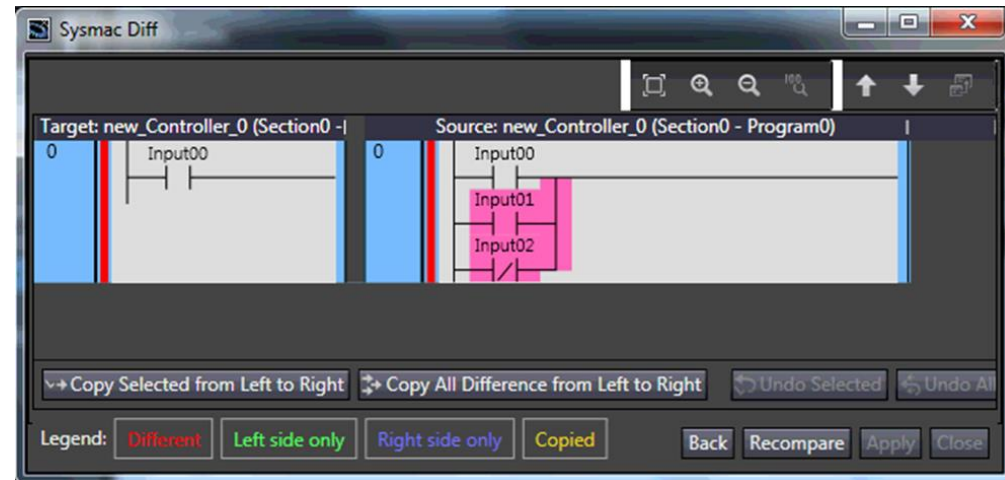 Sysmac Diff
100
Target: new_Controller_0 (Section0 -
Source: new_Controller_0 (Section0 - Program0)
0
Input00
0
Input00
Input01
Input02
Copy Selected from Left to Right
Copy All Difference from Left to Right
Undo Selected
Undo All
Legend:
Different
Left side only
Right side only
Copied
Back
Recompare
Apply
Close